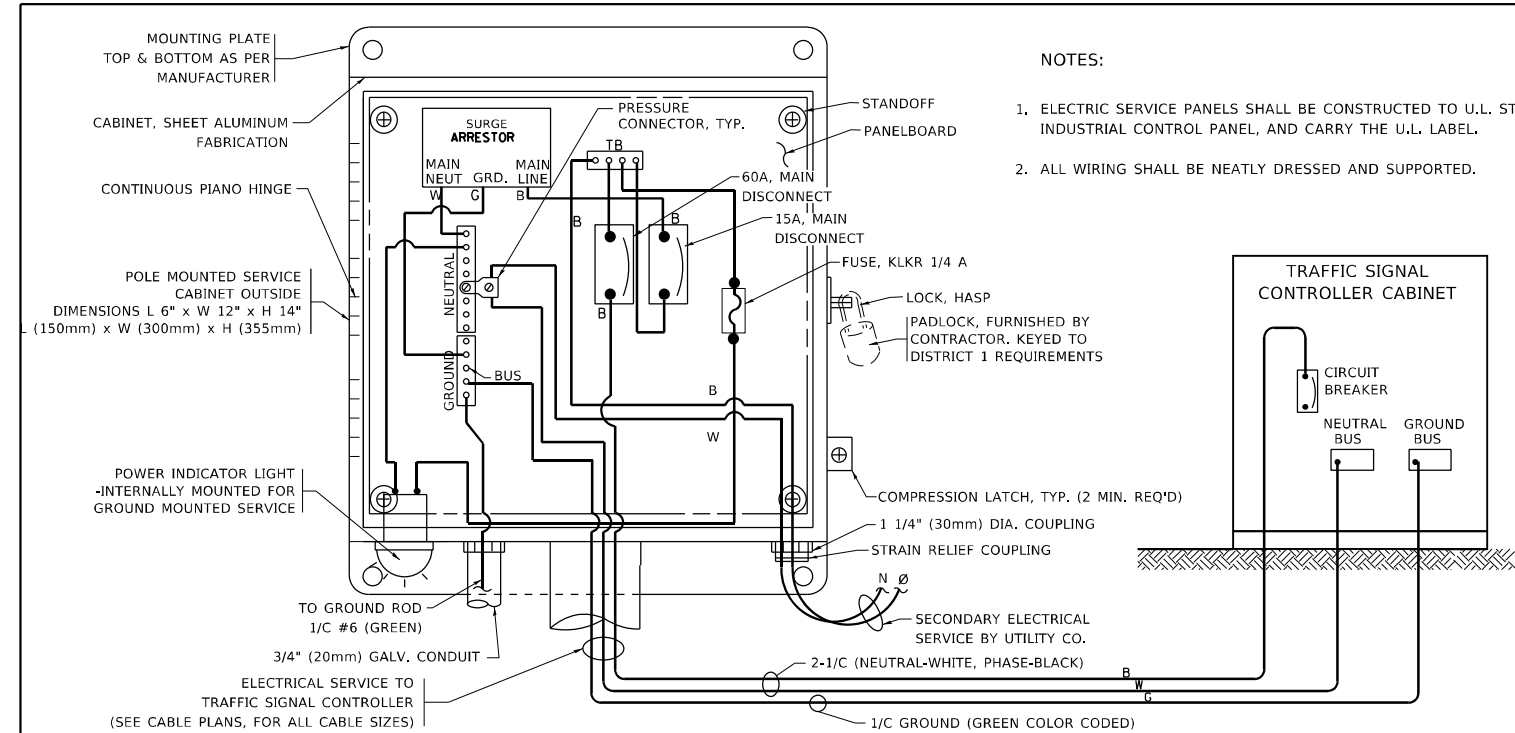 MOUNTING PLATE
TOP & BOTTOM AS PER
MANUFACTURER
CABINET, SHEET ALUMINUM
FABRICATION
CONTINUOUS PIANO HINGE
POLE MOUNTED SERVICE
CABINET OUTSIDE
DIMENSIONS L 6" x W 12" x H 14"
L (150mm) x W (300mm) x H (355mm)
POWER INDICATOR LIGHT
-INTERNALLY MOUNTED FOR
GROUND MOUNTED SERVICE
TO GROUND ROD
1/C #6 (GREEN)
3/4" (20mm) GALV. CONDUIT
ELECTRICAL SERVICE TO
TRAFFIC SIGNAL CONTROLLER
(SEE CABLE PLANS, FOR ALL CABLE SIZES)
SURGE
ARRESTOR
MAIN
NEUT
GRD.
MAIN
LINE
W
G
B
PRESSURE
CONNECTOR, TYP.
TB
NEUTRAL
GROUND
BUS
B
B
B
B
W
STANDOFF
PANELBOARD
60A, MAIN
DISCONNECT
15A, MAIN
DISCONNECT
FUSE, KLKR 1/4 A
LOCK, HASP
PADLOCK, FURNISHED BY
CONTRACTOR. KEYED TO
DISTRICT 1 REQUIREMENTS
COMPRESSION LATCH, TYP. (2 MIN. REQ'D)
1 1/4" (30mm) DIA. COUPLING
STRAIN RELIEF COUPLING
N Ø
SECONDARY ELECTRICAL
SERVICE BY UTILITY CO.
2-1/C (NEUTRAL-WHITE, PHASE-BLACK)
B
W
G
1/C GROUND (GREEN COLOR CODED)
NOTES:
1. ELECTRIC SERVICE PANELS SHALL BE CONSTRUCTED TO U.L. ST
INDUSTRIAL CONTROL PANEL, AND CARRY THE U.L. LABEL.
2. ALL WIRING SHALL BE NEATLY DRESSED AND SUPPORTED.
TRAFFIC SIGNAL
CONTROLLER CABINET
CIRCUIT
BREAKER
NEUTRAL
BUS
GROUND
BUS